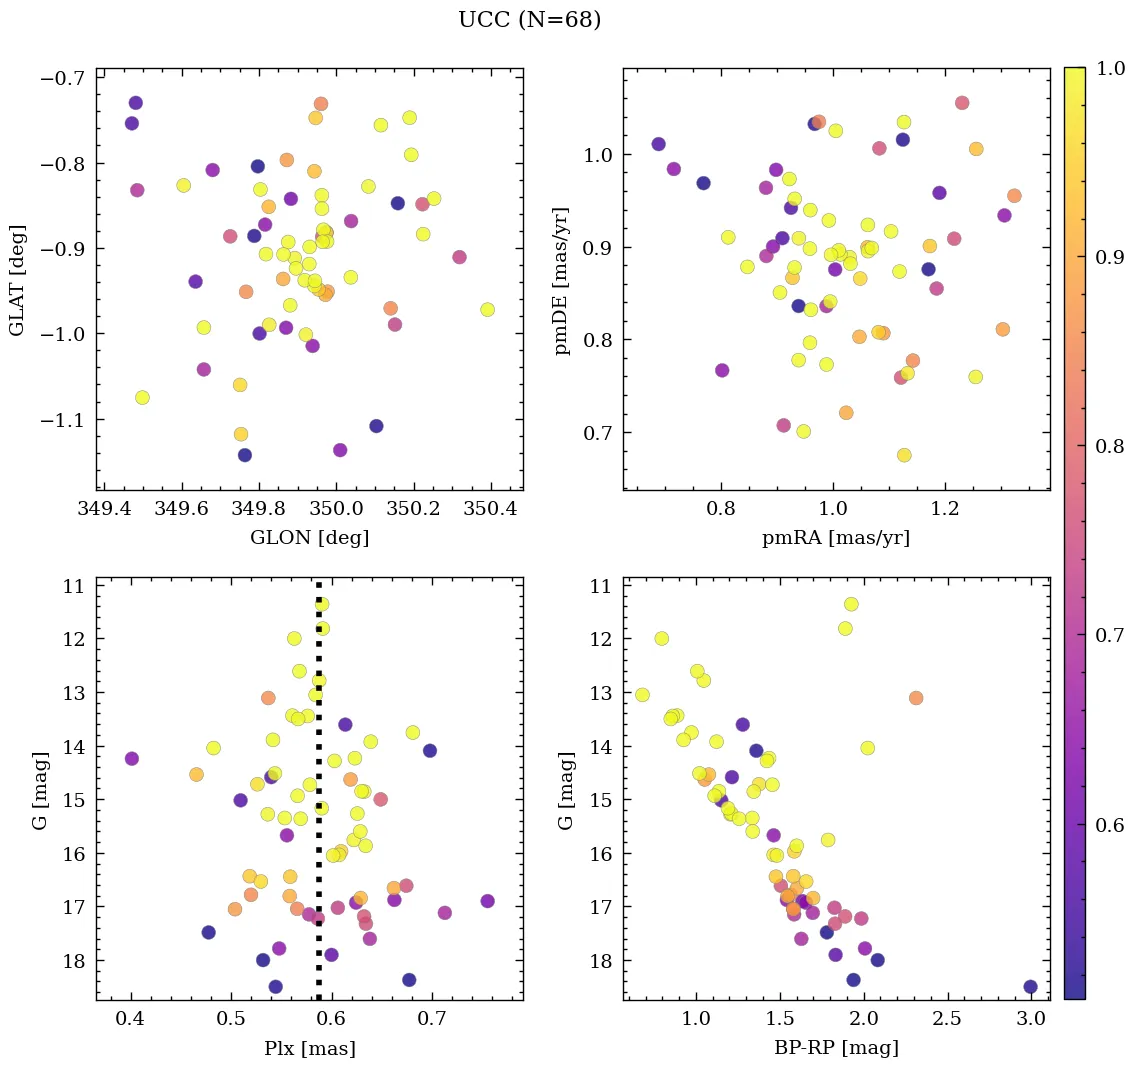 UCC (N=68)
−0.7
−0.8
−0.9
−1.0
−1.1
GLAT [deg]
349.4 349.6 349.8 350.0 350.2 350.4
GLON [deg]
1.0
0.9
0.8
0.7
pmDE [mas/yr]
0.8 1.0 1.2
pmRA [mas/yr]
11
12
13
14
15
16
17
18
G [mag]
0.4 0.5 0.6 0.7
Plx [mas]
11
12
13
14
15
16
17
18
G [mag]
1.0 1.5 2.0 2.5 3.0
BP-RP [mag]
1.0
0.9
0.8
0.7
0.6